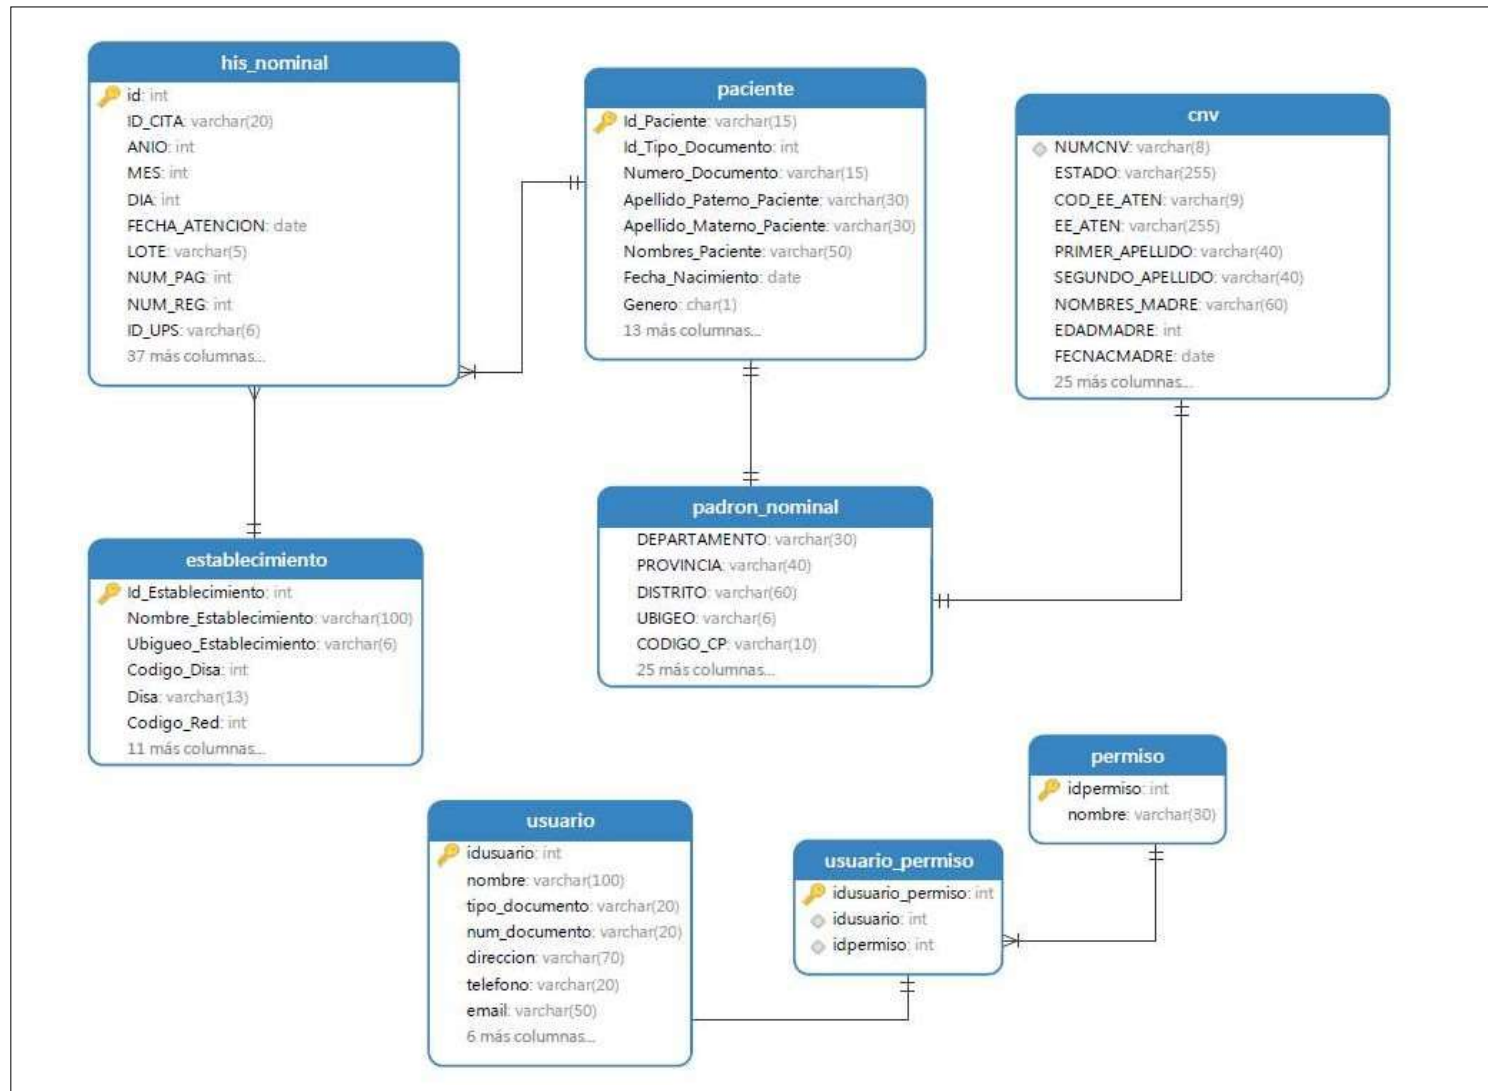 his_nominal
id: int
ID_CITA: varchar(20)
ANIO: int
MES: int
DIA: int
FECHA_ATENCION: date
LOTE: varchar(5)
NUM_PAG: int
NUM_REG: int
ID_UPS: varchar(6)
37 más columnas...
paciente
Id_Paciente: varchar(15)
Id_Tipo_Documento: int
Numero_Documento: varchar(15)
Apellido_Paterno_Paciente: varchar(30)
Apellido_Materno_Paciente: varchar(30)
Nombres_Paciente: varchar(50)
Fecha_Nacimiento: date
Genero: char(1)
13 más columnas...
cnv
NUMCNV: varchar(8)
ESTADO: varchar(255)
COD_EE_ATEN: varchar(9)
EE_ATEN: varchar(255)
PRIMER_APELLIDO: varchar(40)
SEGUNDO_APELLIDO: varchar(40)
NOMBRES_MADRE: varchar(60)
EDADMADRE: int
FECNACMADRE: date
25 más columnas...
establecimiento
Id_Establecimiento: int
Nombre_Establecimiento: varchar(100)
Ubigueo_Establecimiento: varchar(6)
Codigo_Disa: int
Disa: varchar(13)
Codigo_Red: int
11 más columnas...
padron_nominal
DEPARTAMENTO: varchar(30)
PROVINCIA: varchar(40)
DISTRITO: varchar(60)
UBIGEO: varchar(6)
CODIGO_CP: varchar(10)
25 más columnas...
usuario
idusuario: int
nombre: varchar(100)
tipo_documento: varchar(20)
num_documento: varchar(20)
direccion: varchar(70)
telefono: varchar(20)
email: varchar(50)
6 más columnas...
usuario_permiso
idusuario_permiso: int
idusuario: int
idpermiso: int
permiso
idpermiso: int
nombre: varchar(30)